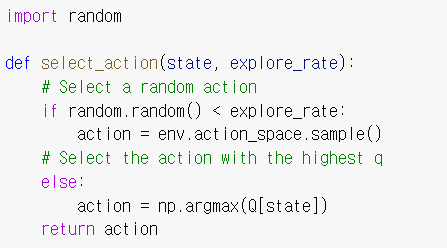 import random

def select_action(state, explore_rate):
    # Select a random action
    if random.random() < explore_rate:
        action = env.action_space.sample()
    # Select the action with the highest q
    else:
        action = np.argmax(Q[state])
    return action